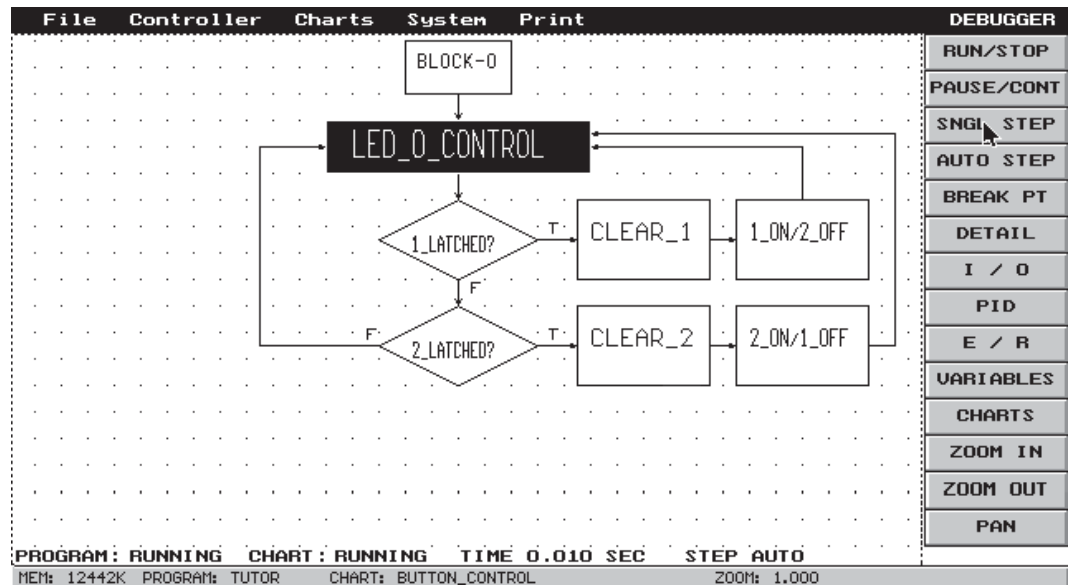 File Controller Charts System Print DEBUGGER
BLOCK-0
LED_0_CONTROL
1_LATCHED?
T
CLEAR_1
1_ON/2_OFF
F
2_LATCHED?
F
T
CLEAR_2
2_ON/1_OFF
RUN/STOP
PAUSE/CONT
SNGL STEP
AUTO STEP
BREAK PT
DETAIL
I / O
PID
E / R
VARIABLES
CHARTS
ZOOM IN
ZOOM OUT
PAN
PROGRAM: RUNNING CHART: RUNNING TIME 0.010 SEC STEP AUTO
MEM: 12442K PROGRAM: TUTOR CHART: BUTTON_CONTROL ZOOM: 1.000